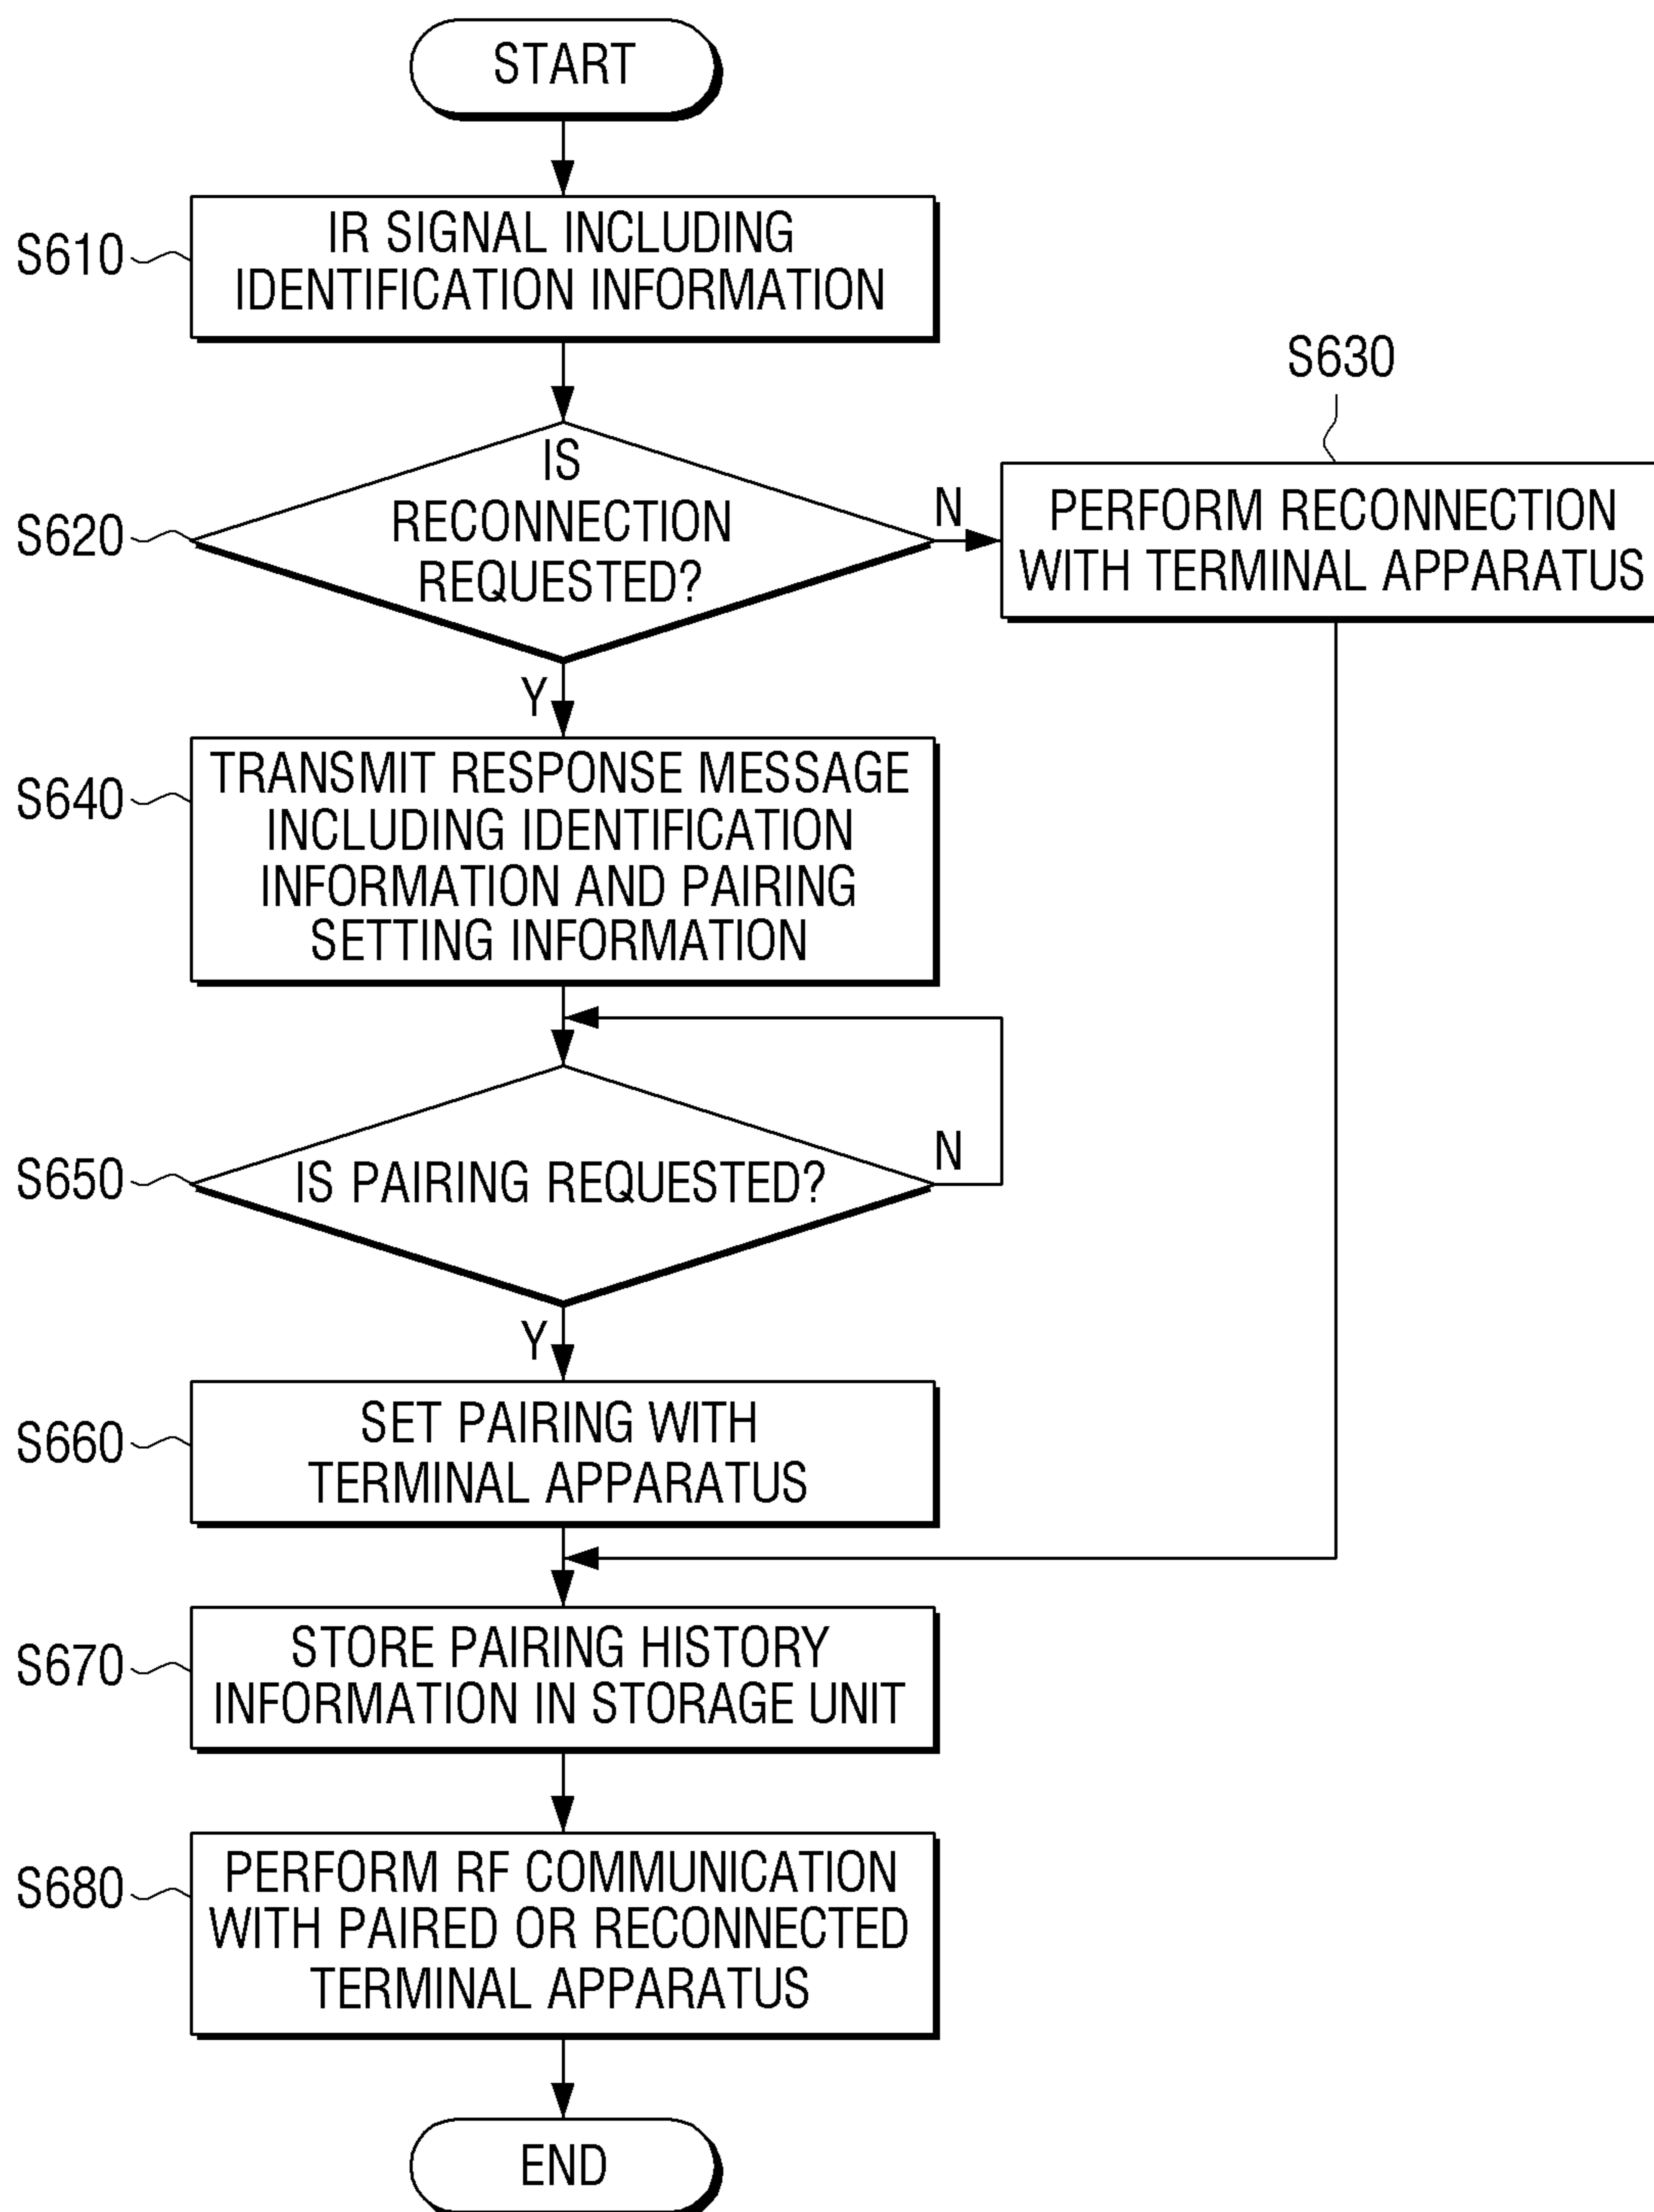 START
S610
IR SIGNAL INCLUDING
IDENTIFICATION INFORMATION
S620
IS
RECONNECTION
REQUESTED?
N
S630
PERFORM RECONNECTION
WITH TERMINAL APPARATUS
Y
S640
TRANSMIT RESPONSE MESSAGE
INCLUDING IDENTIFICATION
INFORMATION AND PAIRING
SETTING INFORMATION
S650
IS PAIRING REQUESTED?
N
Y
S660
SET PAIRING WITH
TERMINAL APPARATUS
S670
STORE PAIRING HISTORY
INFORMATION IN STORAGE UNIT
S680
PERFORM RF COMMUNICATION
WITH PAIRED OR RECONNECTED
TERMINAL APPARATUS
END